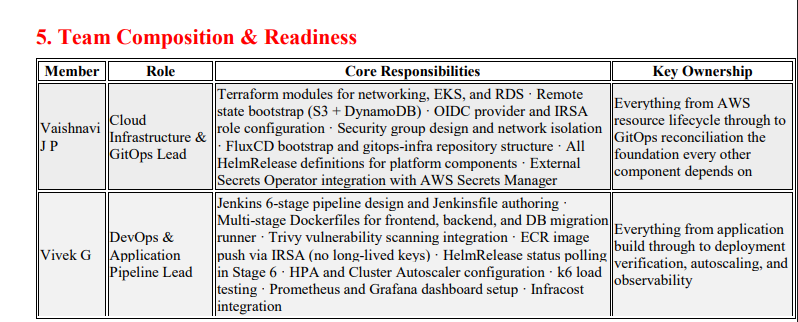 5. Team Composition & Readiness
Member Role Core Responsibilities Key Ownership
Vaishnavi
J P
Cloud
Infrastructure &
GitOps Lead
Terraform modules for networking, EKS, and RDS · Remote
state bootstrap (S3 + DynamoDB) · OIDC provider and IRSA
role configuration · Security group design and network isolation
· FluxCD bootstrap and gitops-infra repository structure · All
HelmRelease definitions for platform components · External
Secrets Operator integration with AWS Secrets Manager
Everything from AWS
resource lifecycle through to
GitOps reconciliation the
foundation every other
component depends on
Vivek G
DevOps &
Application
Pipeline Lead
Jenkins 6-stage pipeline design and Jenkinsfile authoring ·
Multi-stage Dockerfiles for frontend, backend, and DB migration
runner · Trivy vulnerability scanning integration · ECR image
push via IRSA (no long-lived keys) · HelmRelease status polling
in Stage 6 · HPA and Cluster Autoscaler configuration · k6 load
testing · Prometheus and Grafana dashboard setup · Infracost
integration
Everything from application
build through to deployment
verification, autoscaling, and
observability